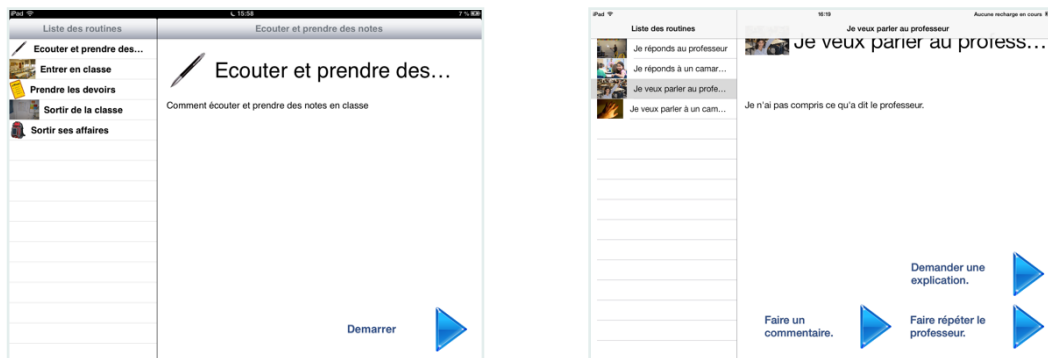 iPad 15:58 7 %
Liste des routines
Ecouter et prendre des notes
Ecouter et prendre des...
Entrer en classe
Prendre les devoirs
Sortir de la classe
Sortir ses affaires
Ecouter et prendre des...
Comment écouter et prendre des notes en classe
Demarrer
iPad 16:19 Aucune recharge en cours
Liste des routines
Je veux parler au professeur
Je réponds au professeur
Je réponds à un camar...
Je veux parler au profe...
Je veux parler à un cam...
Je veux parler au profess...
Je n'ai pas compris ce qu'a dit le professeur.
Demander une
explication.
Faire un
commentaire.
Faire répéter le
professeur.